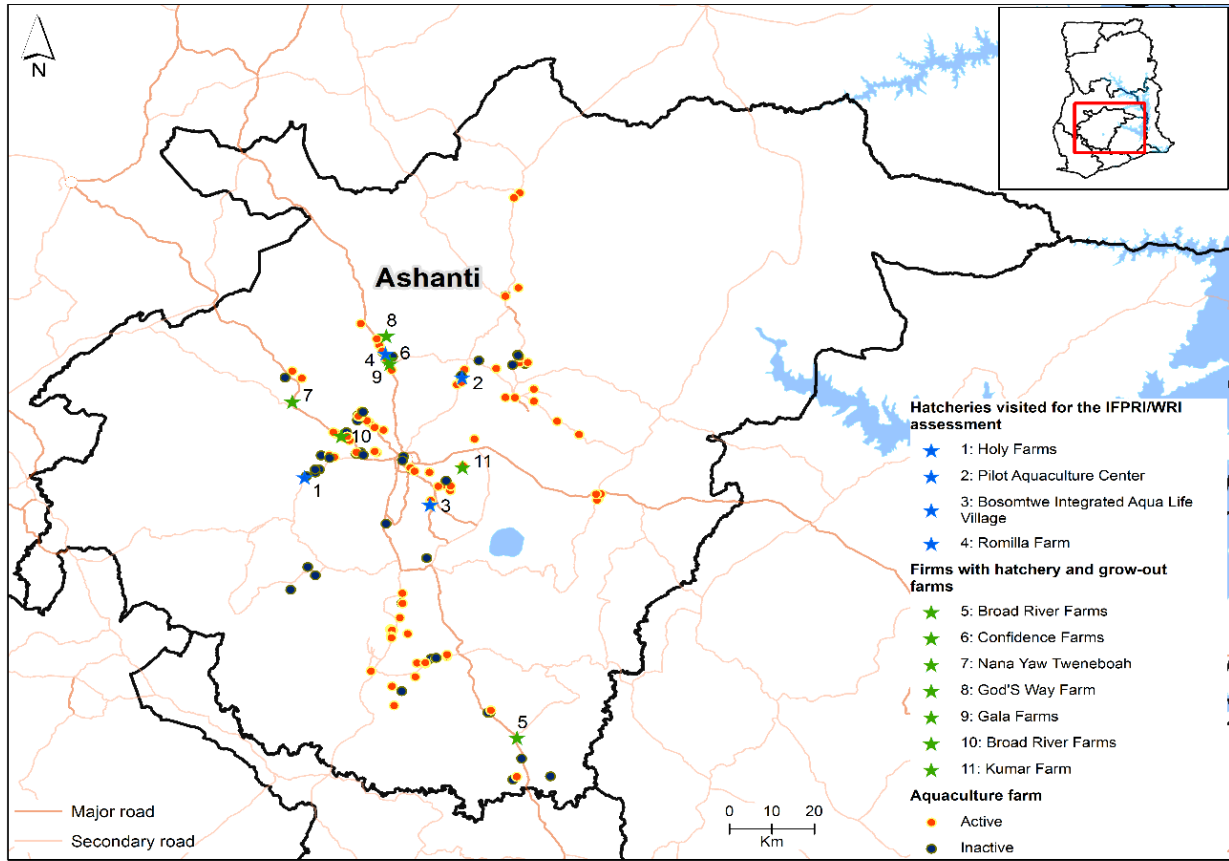 N
Ashanti
8
4
6
9
7
2
10
11
1
3
5
Hatcheries visited for the IFPRI/WRI
assessment
1: Holy Farms
2: Pilot Aquaculture Center
3: Bosomtwe Integrated Aqua Life
Village
4: Romilla Farm
Firms with hatchery and grow-out
farms
5: Broad River Farms
6: Confidence Farms
7: Nana Yaw Tweneboah
8: God'S Way Farm
9: Gala Farms
10: Broad River Farms
11: Kumar Farm
Aquaculture farm
Active
Inactive
Major road
Secondary road
0 10 20
Km